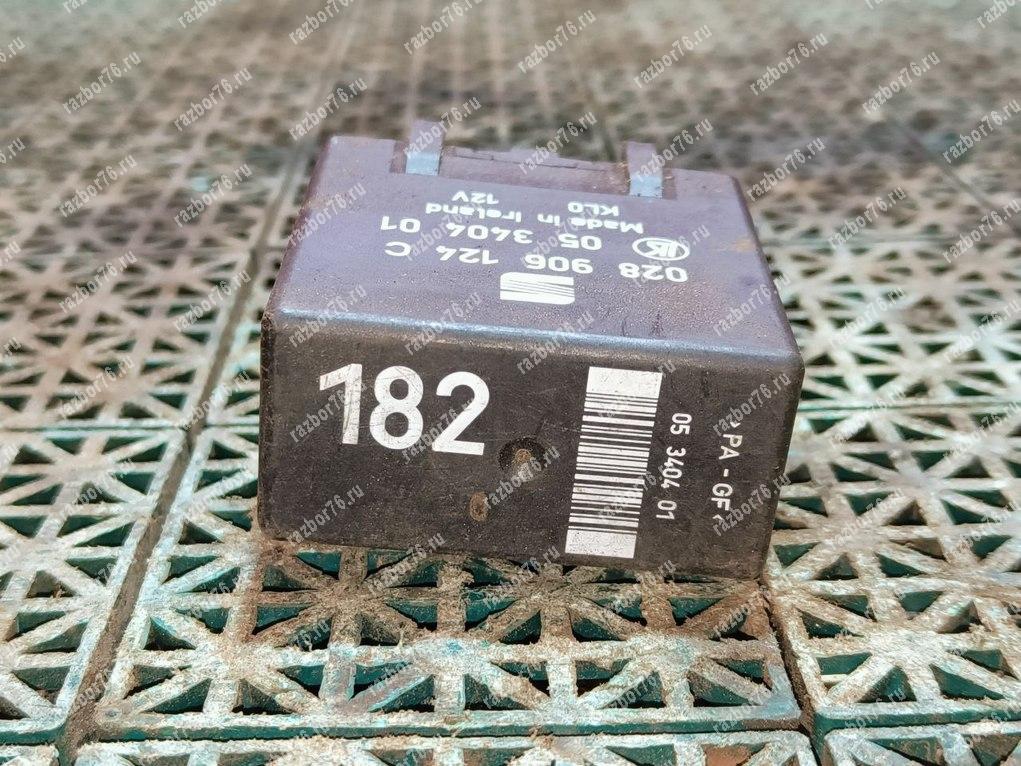 028 906 124 C
05 3404 01
Made in Ireland
KLO 12V
182
05 3404 01
>PA-GF<
razbor76.ru